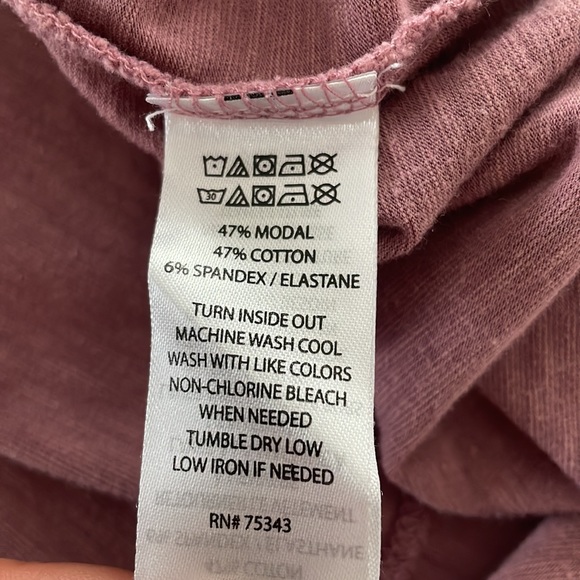 30
47% MODAL
47% COTTON
6% SPANDEX / ELASTANE
TURN INSIDE OUT
MACHINE WASH COOL
WASH WITH LIKE COLORS
NON-CHLORINE BLEACH
WHEN NEEDED
TUMBLE DRY LOW
LOW IRON IF NEEDED
RN# 75343